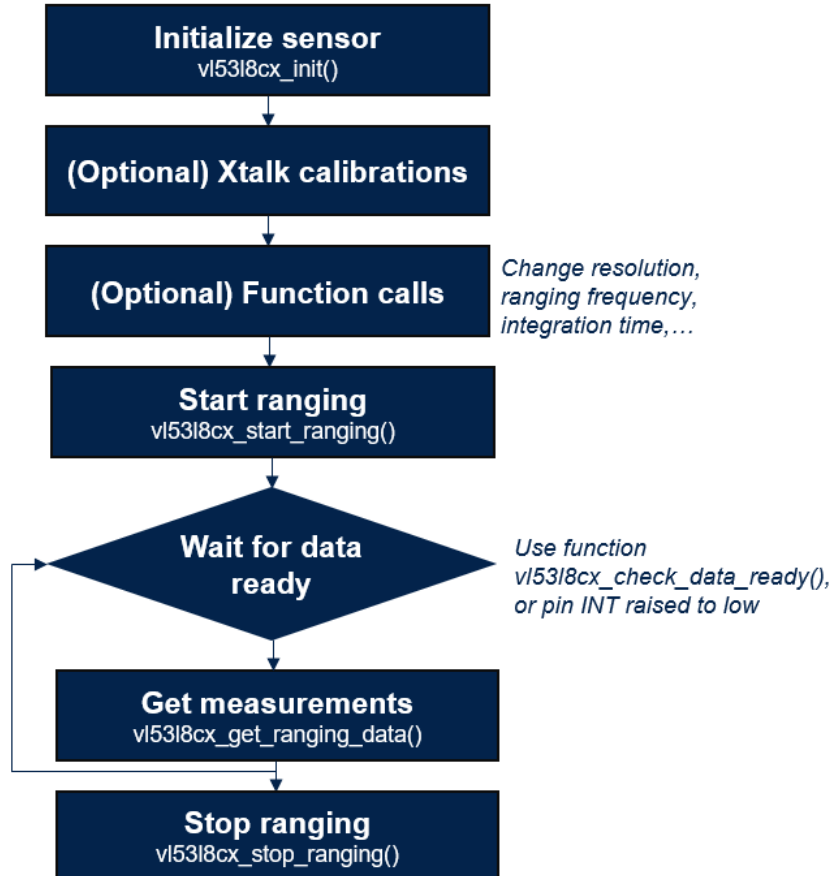 Initialize sensor
vl53l8cx_init()
(Optional) Xtalk calibrations
(Optional) Function calls
Change resolution,
ranging frequency,
integration time,…
Start ranging
vl53l8cx_start_ranging()
Wait for data
ready
Use function
vl53l8cx_check_data_ready(),
or pin INT raised to low
Get measurements
vl53l8cx_get_ranging_data()
Stop ranging
vl53l8cx_stop_ranging()